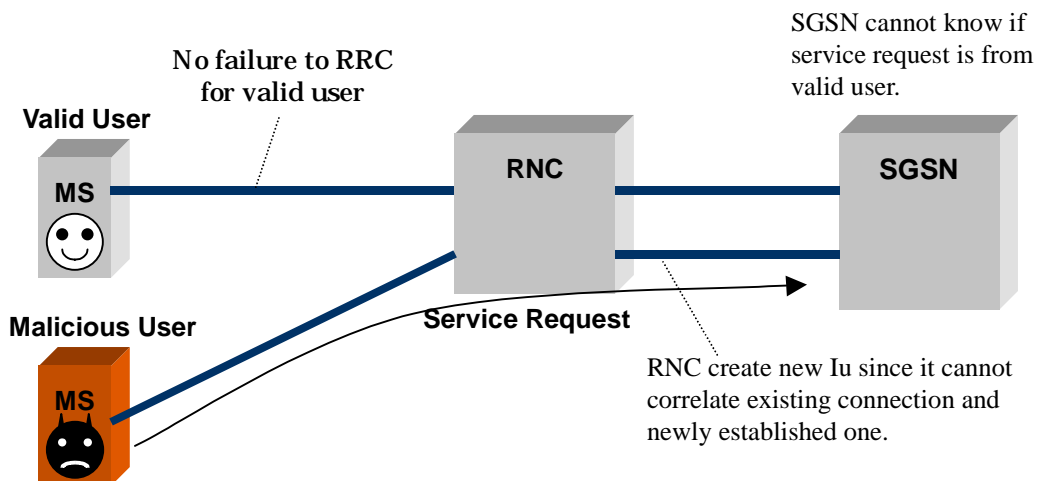 SGSN cannot know if
service request is from
valid user.
No failure to RRC
for valid user
Valid User
MS
RNC
SGSN
Malicious User
MS
Service Request
RNC create new Iu since it cannot
correlate existing connection and
newly established one.